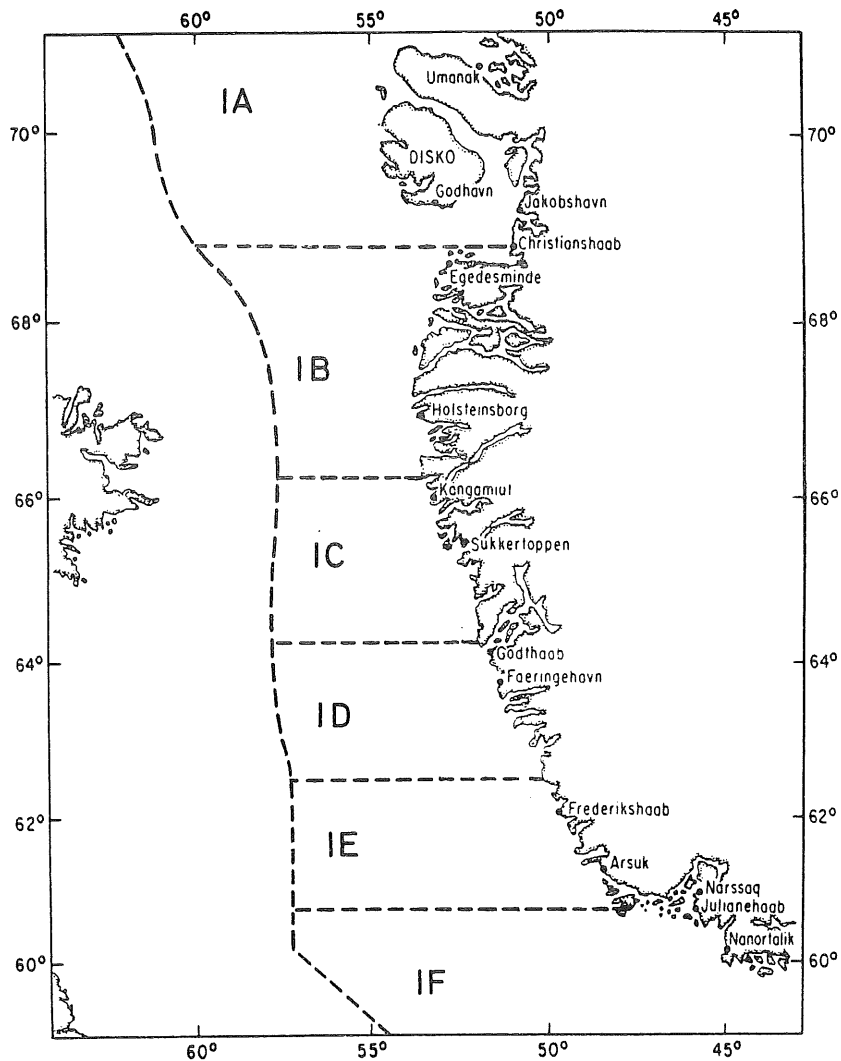 60° 55° 50° 45°
Umanak
IA
70° 70°
DISKO
Godhavn
Jakobshavn
Christianshaab
Egedesminde
68° 68°
IB
Holsteinsborg
Kangamiut
66° 66°
IC
Sukkertoppen
Godthaab
64° 64°
Faeringehavn
ID
Frederikshaab
62° 62°
IE
Arsuk
Narssaq
Julianehaab
Nanortalik
60° 60°
IF
60° 55° 50° 45°